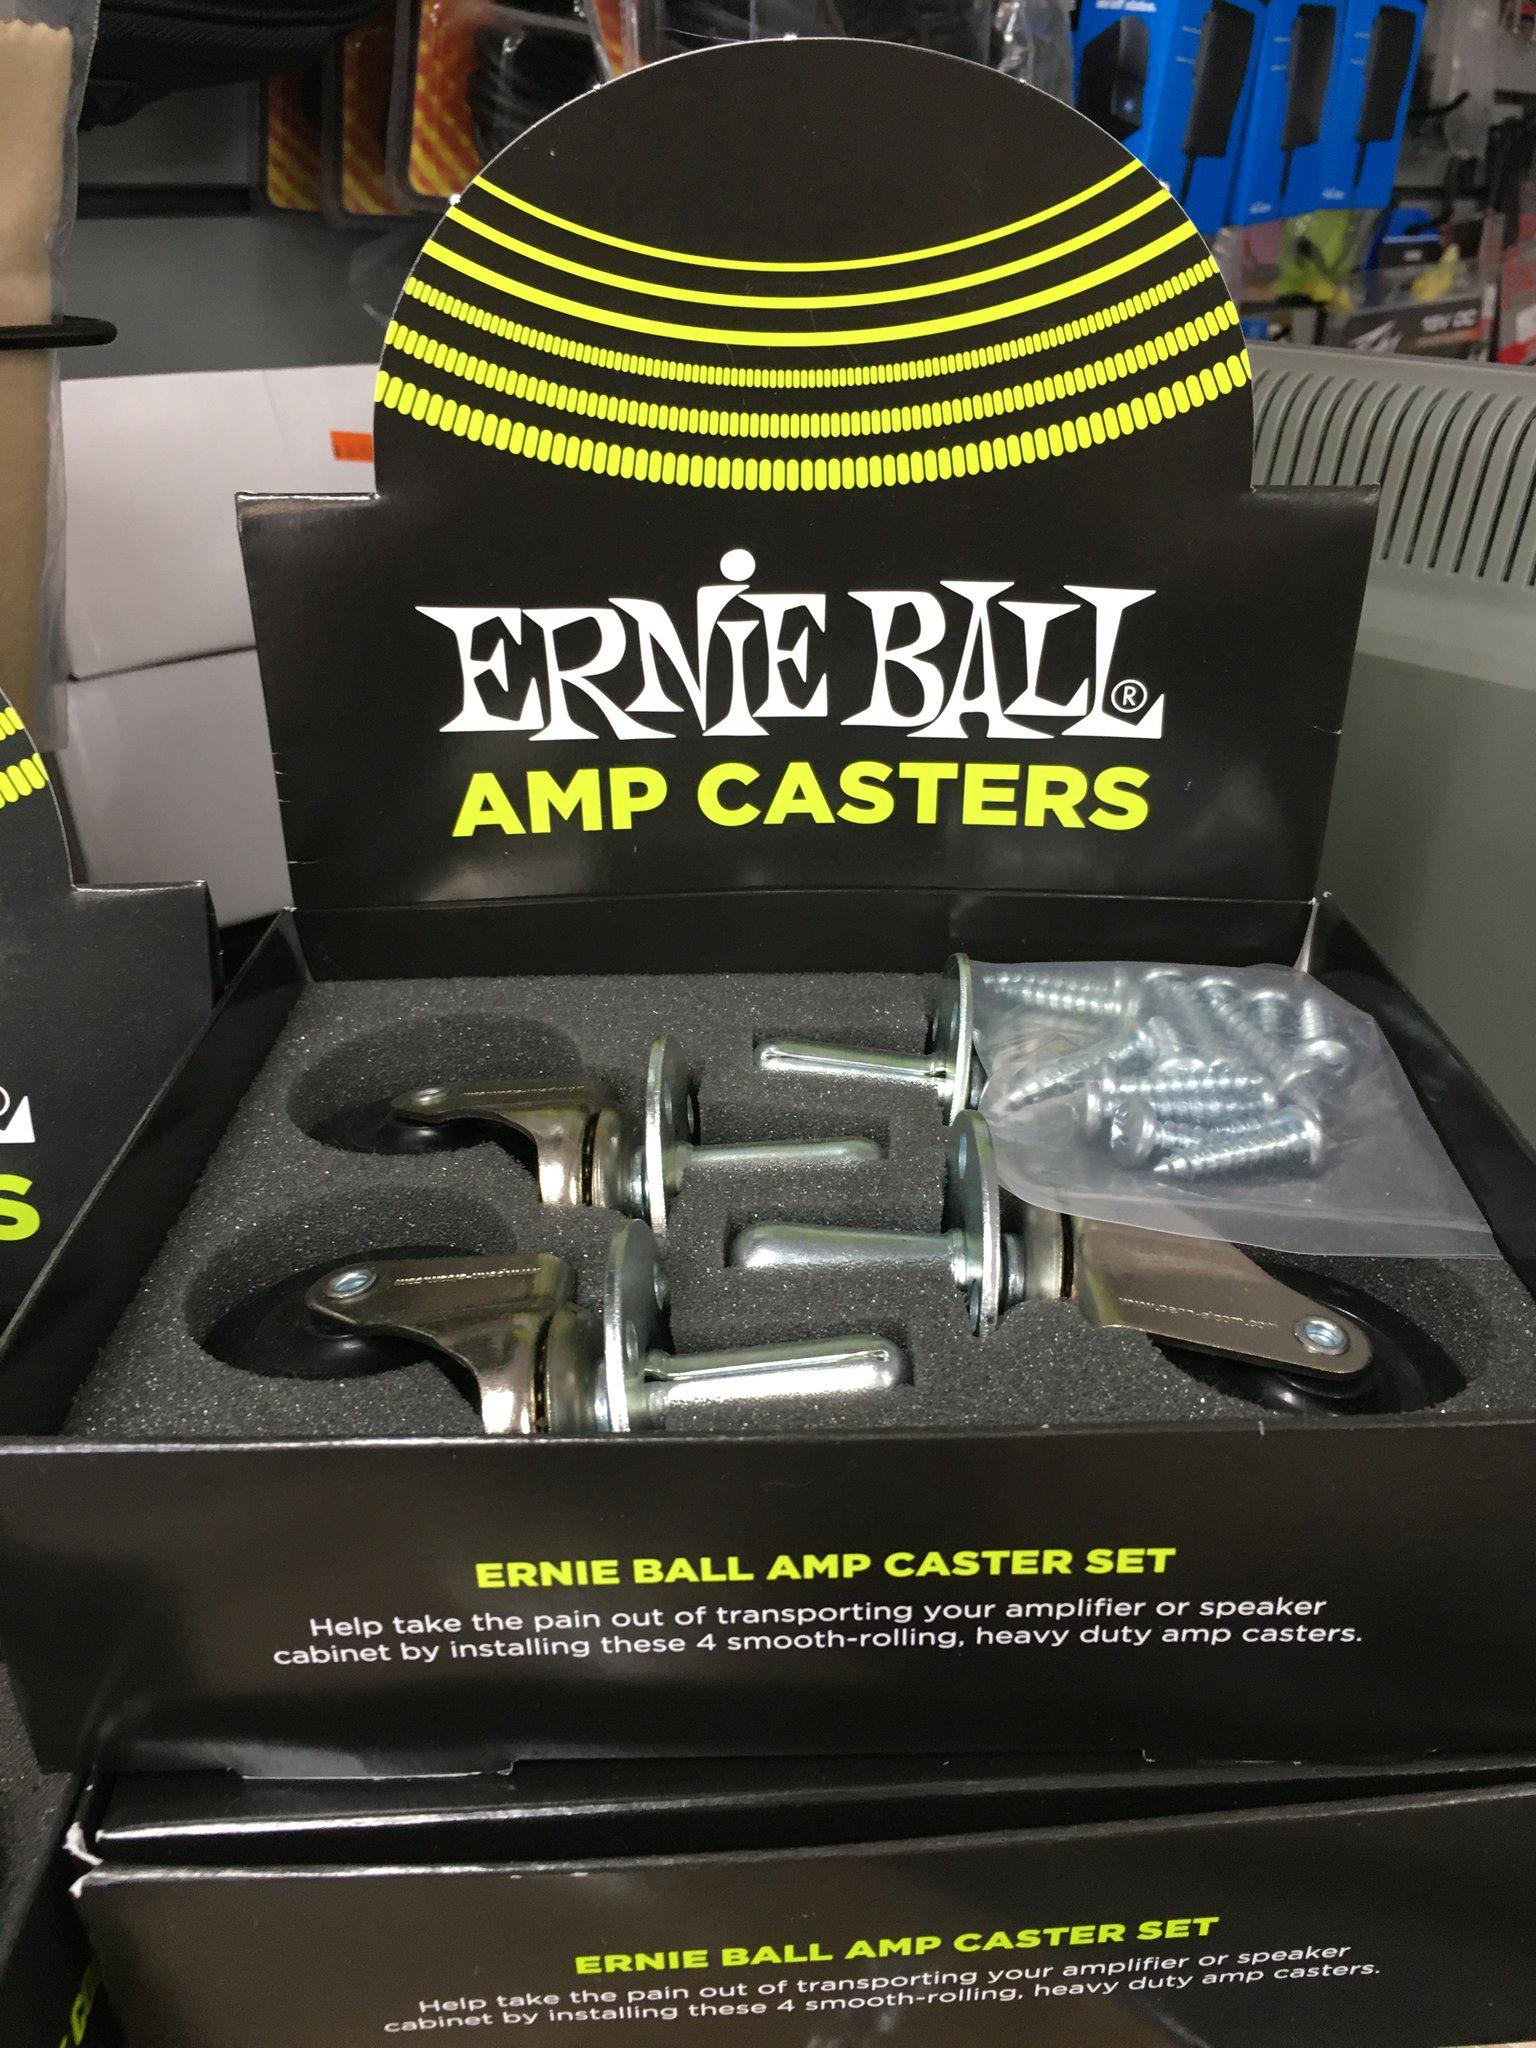 ERNIE BALL®
AMP CASTERS
ERNIE BALL AMP CASTER SET
Help take the pain out of transporting your amplifier or speaker
cabinet by installing these 4 smooth-rolling, heavy duty amp casters.
ERNIE BALL AMP CASTER SET
Help take the pain out of transporting your amplifier or speaker
cabinet by installing these 4 smooth-rolling, heavy duty amp casters.
S